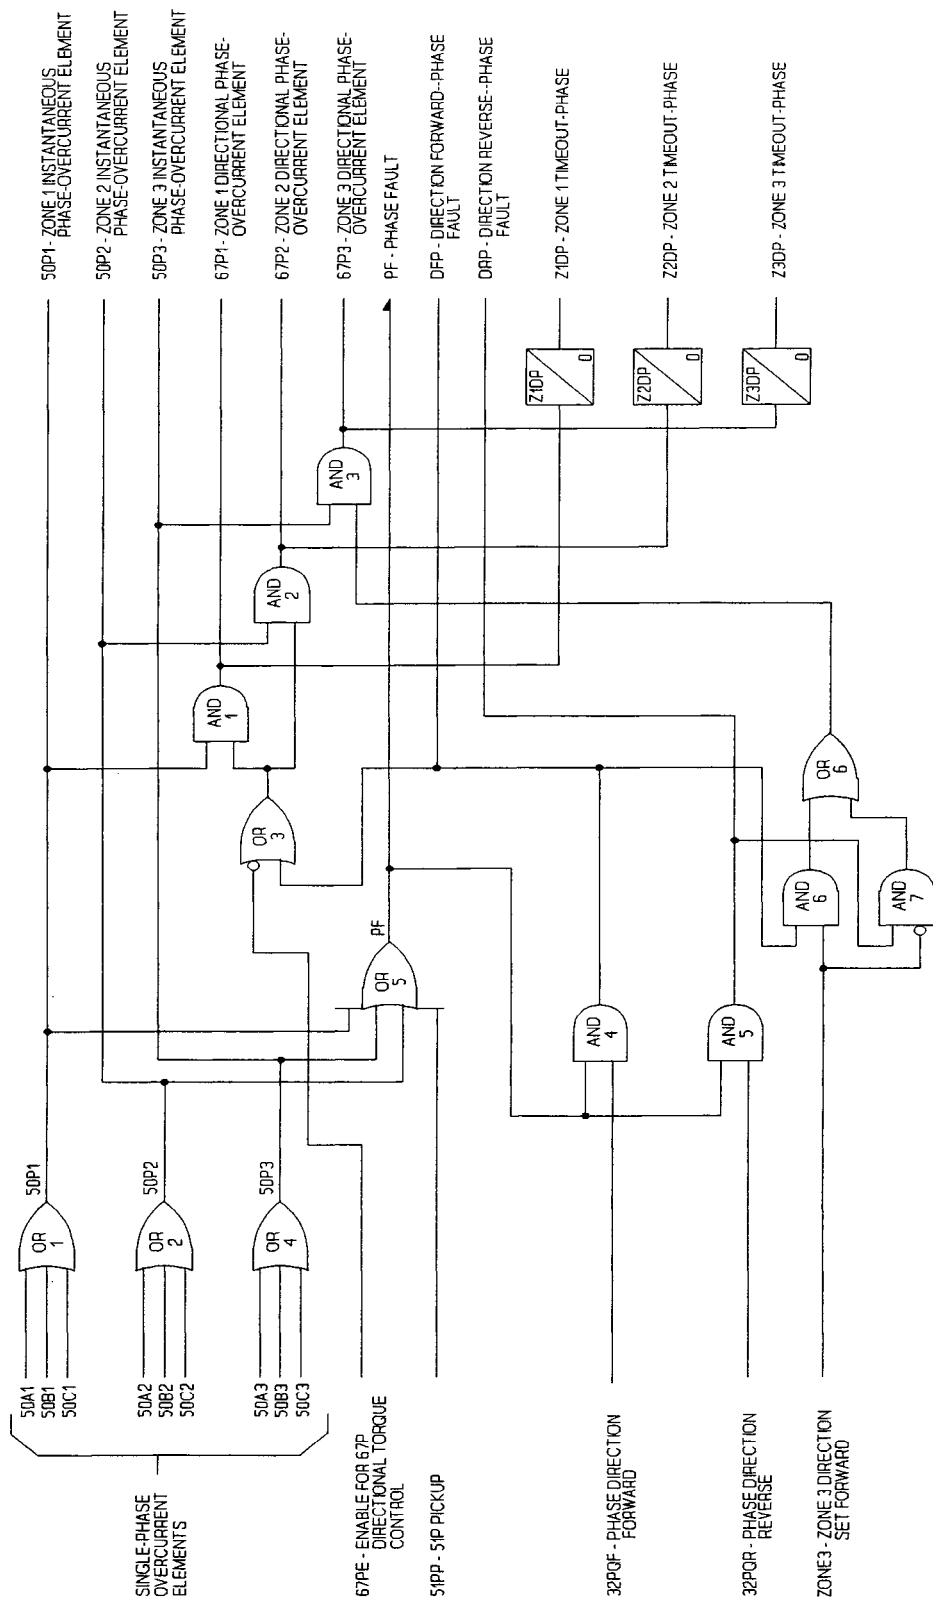 SINGLE-PHASE
OVERCURRENT
ELEMENTS
50A1
50B1
50C1
50A2
50B2
50C2
50A3
50B3
50C3
67PE - ENABLE FOR 67P
DIRECTIONAL TORQUE
CONTROL
51PP - 51P PICKUP
32PQF - PHASE DIRECTION
FORWARD
32PQR - PHASE DIRECTION
REVERSE
ZONE3 - ZONE 3 DIRECTION
SET FORWARD
OR
1
OR
2
OR
4
50P1
50P2
50P3
OR
5
PF
AND
4
AND
5
OR
3
AND
6
AND
7
OR
6
AND
1
AND
2
AND
3
Z1DP
0
Z2DP
0
Z3DP
0
50P1 - ZONE 1 INSTANTANEOUS
PHASE-OVERCURRENT ELEMENT
50P2 - ZONE 2 INSTANTANEOUS
PHASE-OVERCURRENT ELEMENT
50P3 - ZONE 3 INSTANTANEOUS
PHASE-OVERCURRENT ELEMENT
67P1 - ZONE 1 DIRECTIONAL PHASE-
OVERCURRENT ELEMENT
67P2 - ZONE 2 DIRECTIONAL PHASE-
OVERCURRENT ELEMENT
67P3 - ZONE 3 DIRECTIONAL PHASE-
OVERCURRENT ELEMENT
PF - PHASE FAULT
DFP - DIRECTION FORWARD--PHASE
FAULT
DRP - DIRECTION REVERSE--PHASE
FAULT
Z1DP - ZONE 1 TIMEOUT-PHASE
Z2DP - ZONE 2 TIMEOUT-PHASE
Z3DP - ZONE 3 TIMEOUT-PHASE